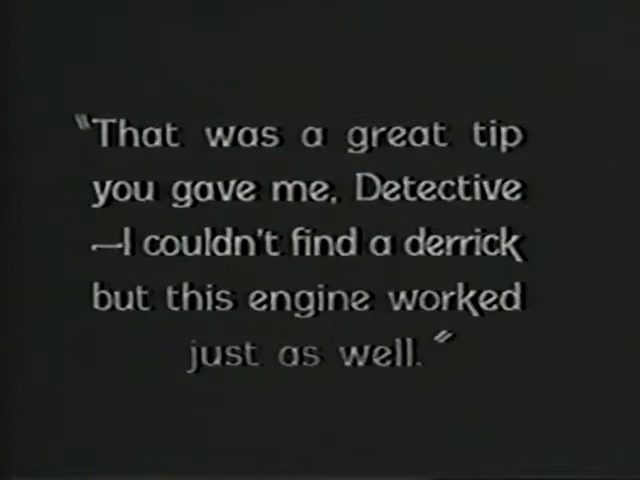 "That was a great tip
you gave me, Detective
—I couldn't find a derrick
but this engine worked
just as well."